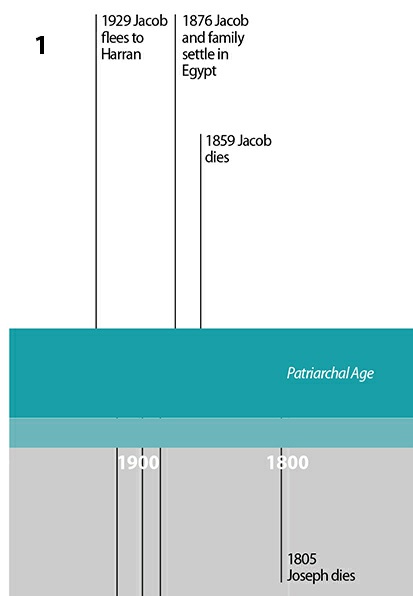 1
1929 Jacob
flees to
Harran
1876 Jacob
and family
settle in
Egypt
1859 Jacob
dies
Patriarchal Age
1900
1800
1805
Joseph dies